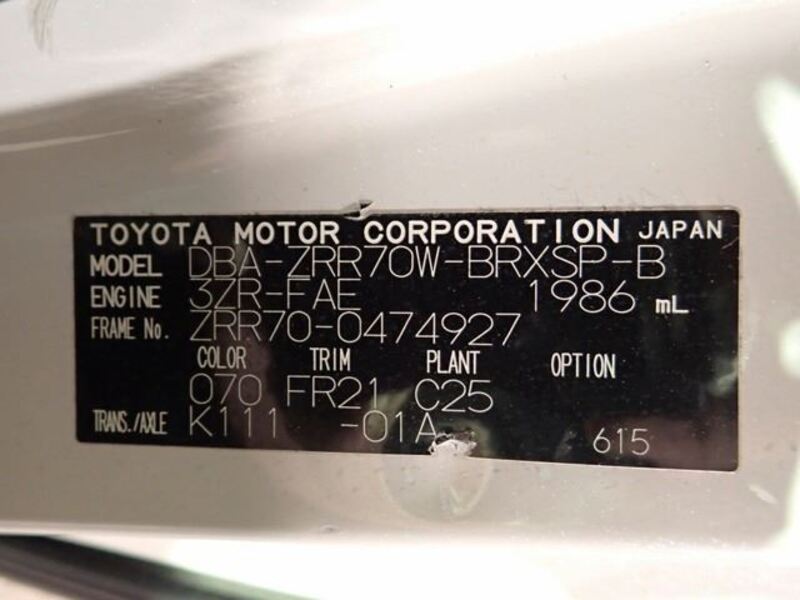 TOYOTA MOTOR CORPORATION JAPAN
MODEL DBA-ZRR70W-BRXSP-B
ENGINE 3ZR-FAE 1986 mL
FRAME No. ZRR70-0474927
COLOR TRIM PLANT OPTION
070 FR21 C25
TRANS./AXLE K111 -01A 615